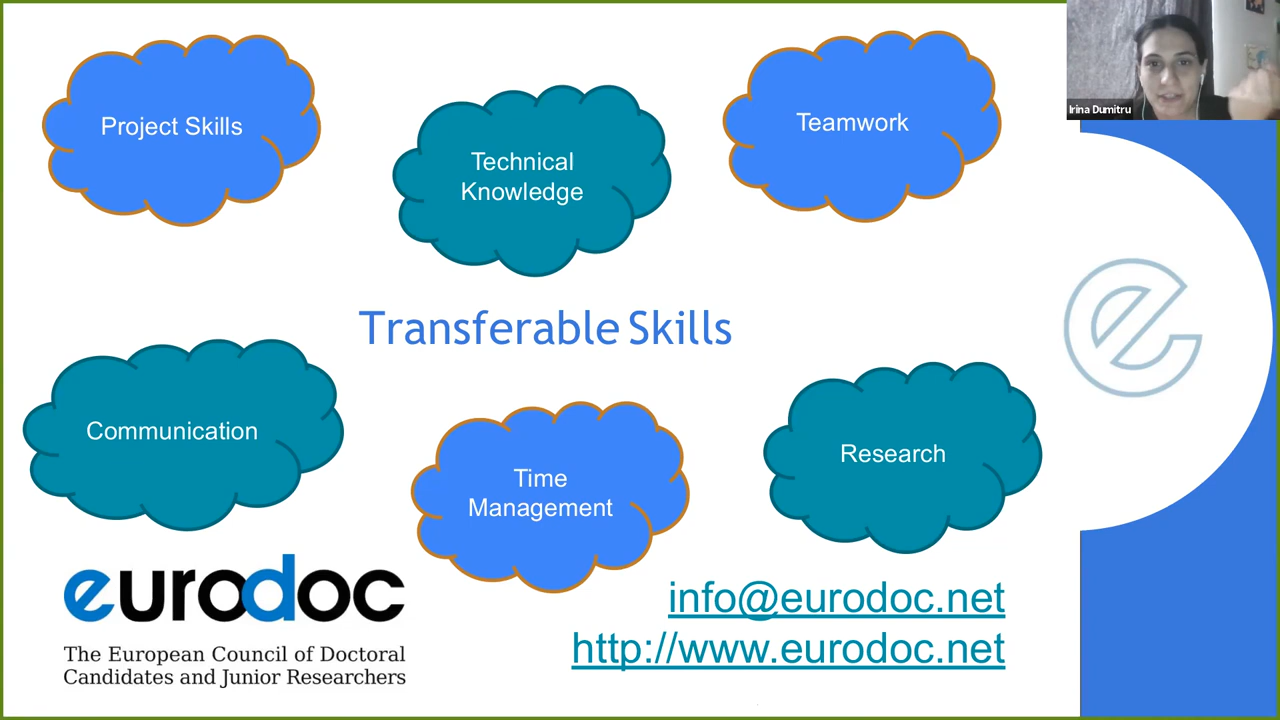 Irina Dumitru
Project Skills
Technical
Knowledge
Teamwork
Transferable Skills
Communication
Time
Management
Research
eurodoc
The European Council of Doctoral
Candidates and Junior Researchers
info@eurodoc.net
http://www.eurodoc.net